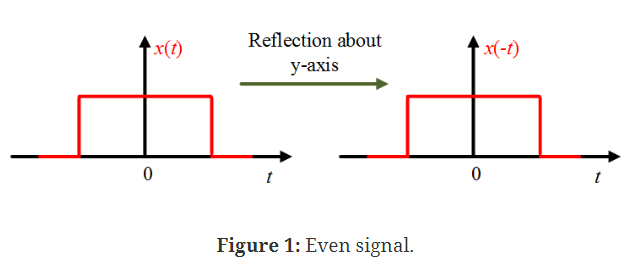 x(t)
Reflection about
y-axis
x(-t)
0
t
0
t
Figure 1: Even signal.